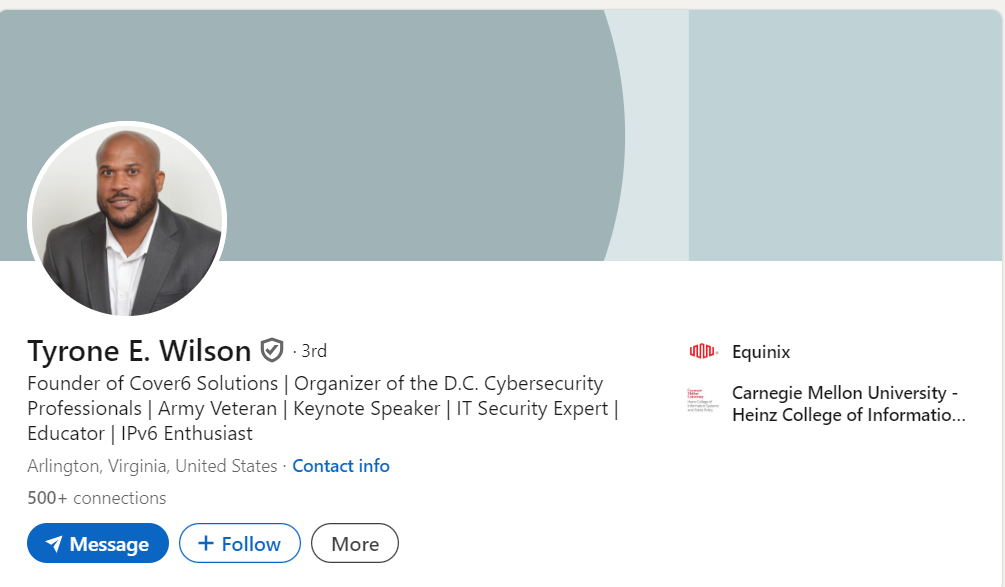 Tyrone E. Wilson · 3rd
Founder of Cover6 Solutions | Organizer of the D.C. Cybersecurity
Professionals | Army Veteran | Keynote Speaker | IT Security Expert |
Educator | IPv6 Enthusiast
Arlington, Virginia, United States · Contact info
500+ connections
Message
+ Follow
More
Equinix
Carnegie Mellon University -
Heinz College of Informatio...